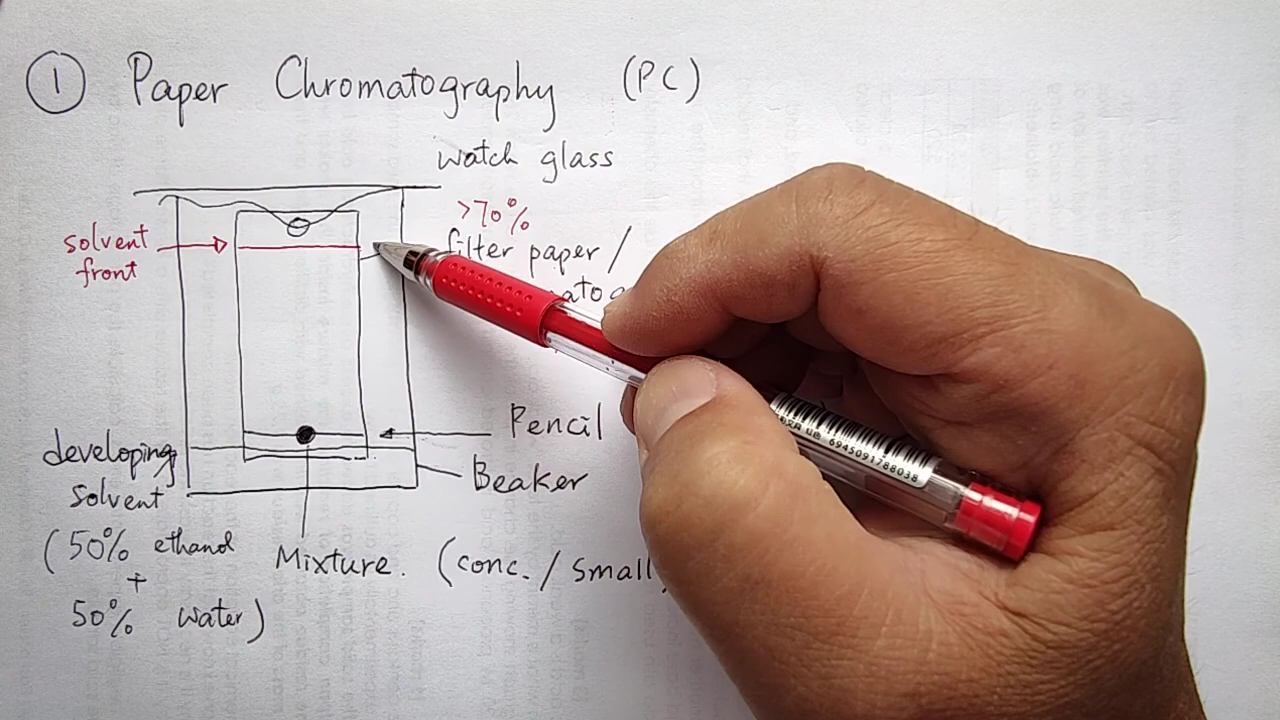 1 Paper Chromatography (PC)
watch glass
>70%
solvent
front
filter paper /
Pencil
developing
solvent
Beaker
(50% ethanol
+
50% water)
Mixture. (conc. / small
6945091788038